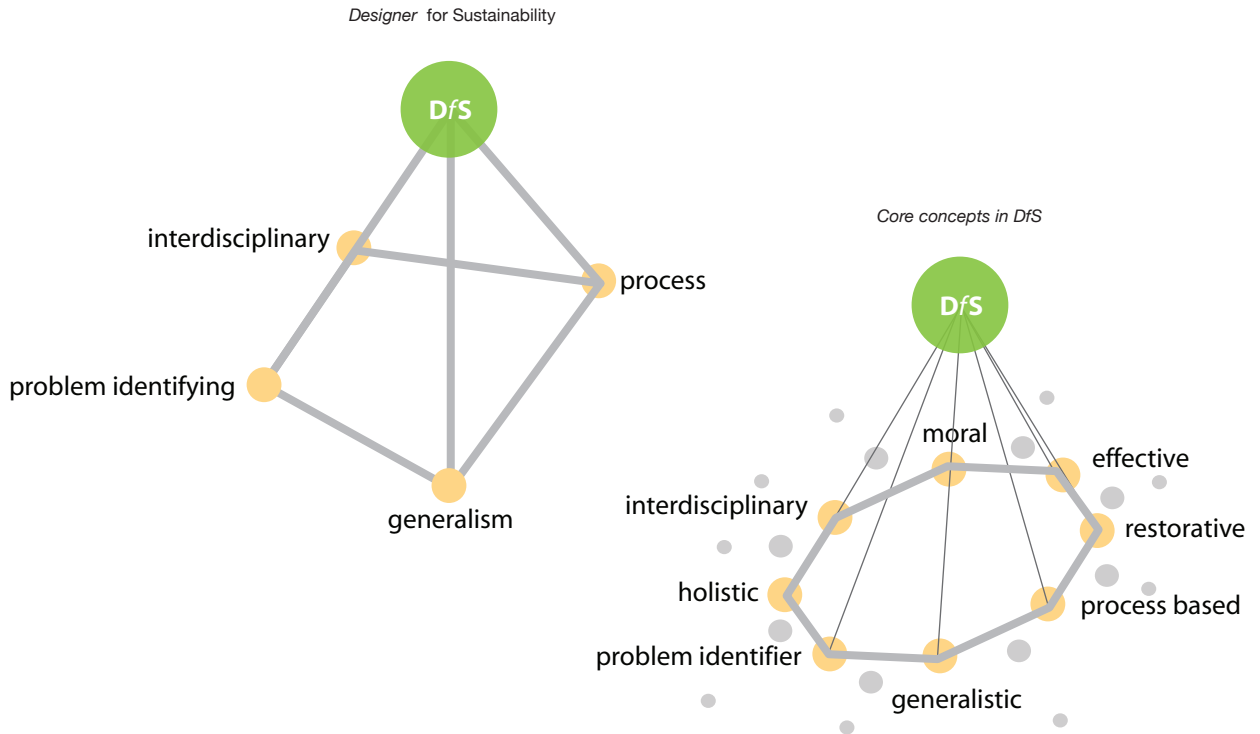 Designer for Sustainability
DfS
interdisciplinary
process
problem identifying
generalism
Core concepts in DfS
DfS
moral
effective
interdisciplinary
restorative
holistic
process based
problem identifier
generalistic